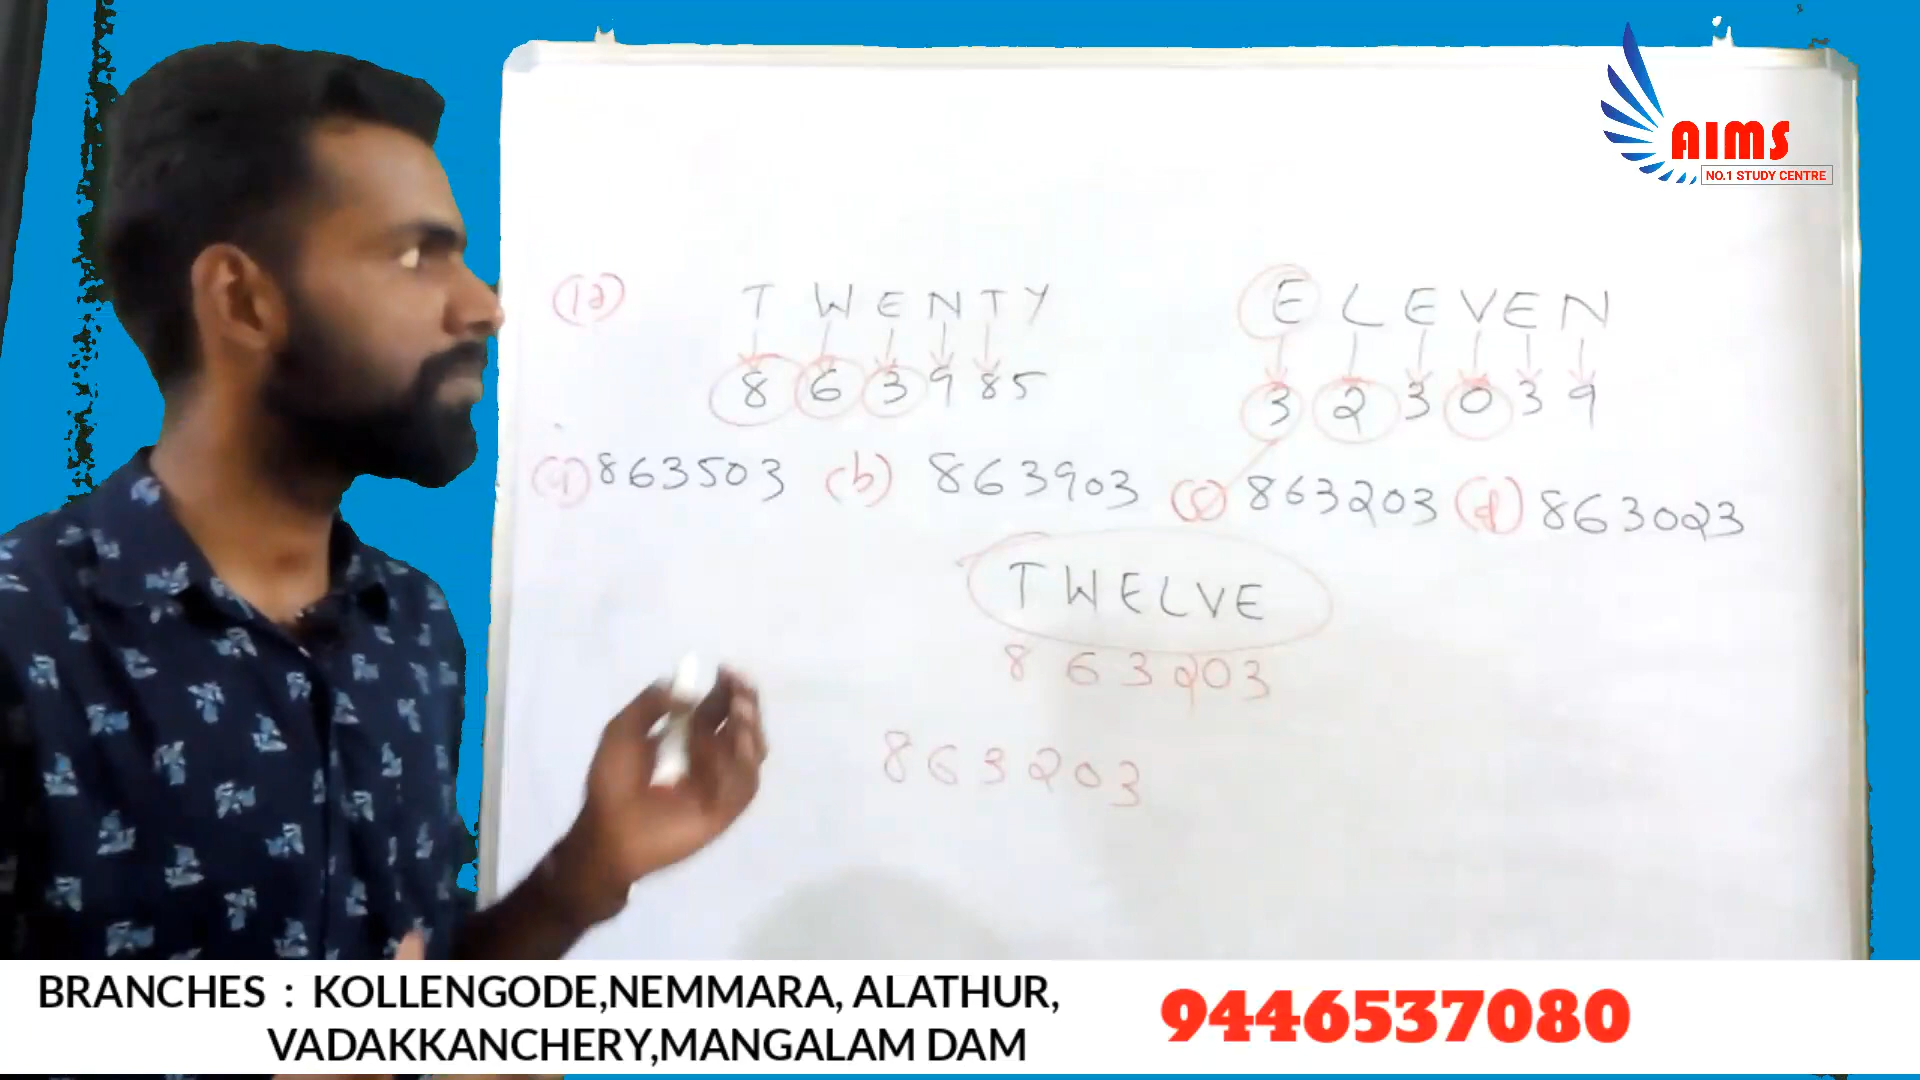 AIMS
NO.1 STUDY CENTRE
(12) TWENTY ELEVEN
863985 323039
(a) 863503 (b) 863903 (c) 863203 (d) 863023
TWELVE
863203
863203
BRANCHES : KOLLENGODE,NEMMARA, ALATHUR,
VADAKKANCHERY,MANGALAM DAM
9446537080